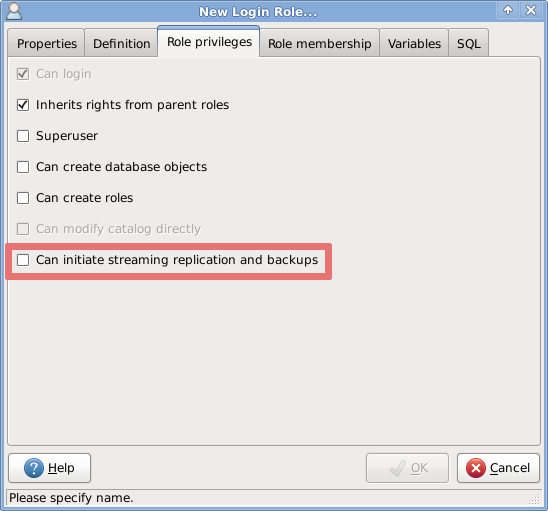 New Login Role...
Properties Definition Role privileges Role membership Variables SQL
Can login
Inherits rights from parent roles
Superuser
Can create database objects
Can create roles
Can modify catalog directly
Can initiate streaming replication and backups
Help OK Cancel
Please specify name.